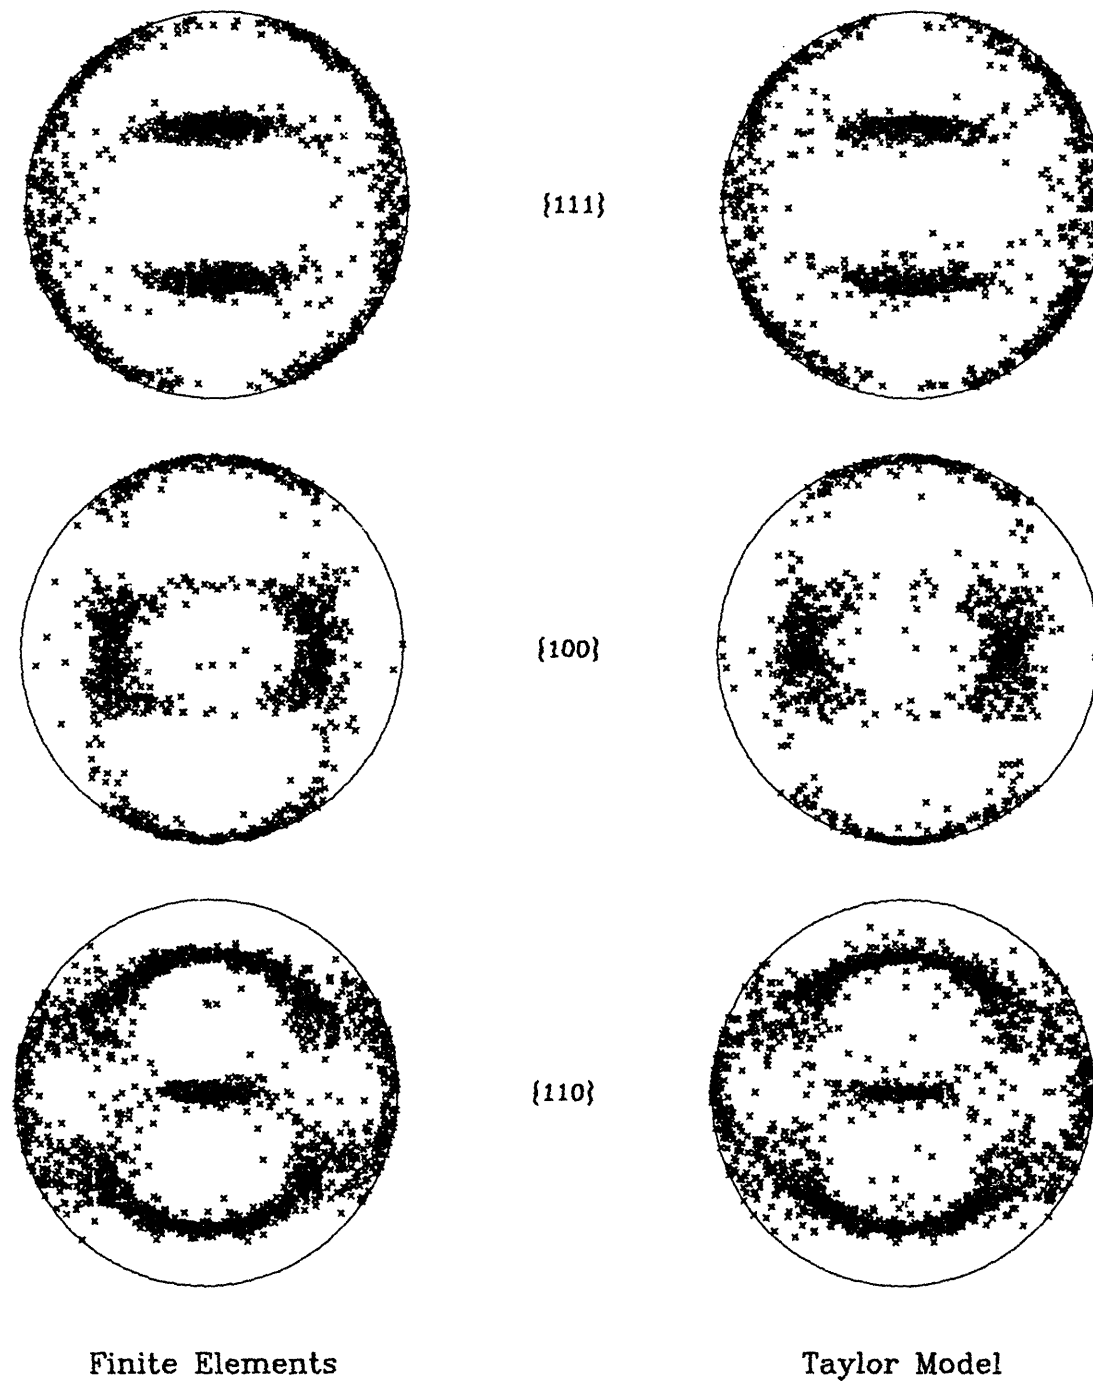 {111}
{100}
{110}
Finite Elements
Taylor Model